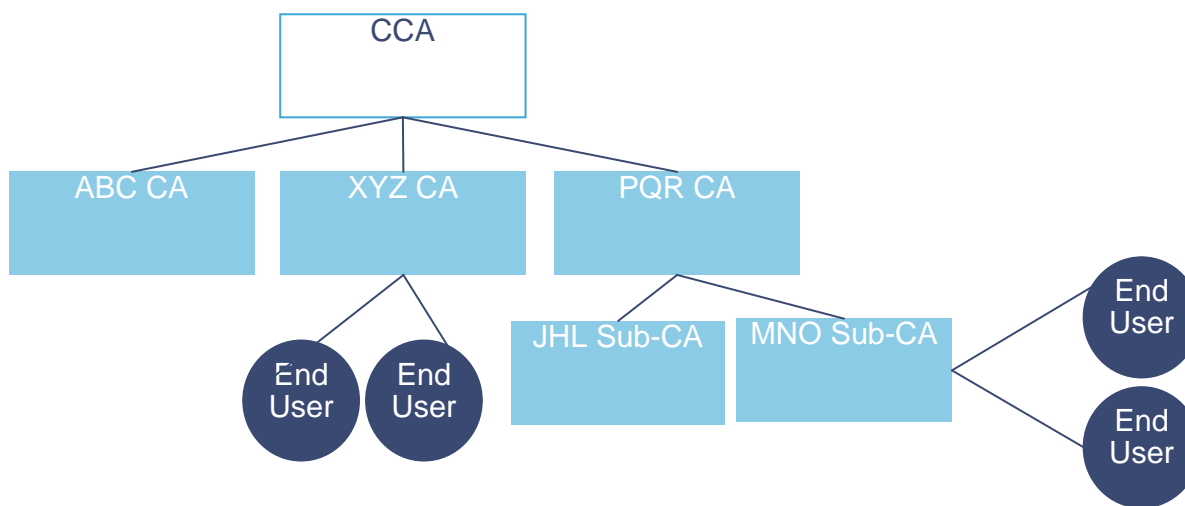 CCA
ABC CA
XYZ CA
PQR CA
JHL Sub-CA
MNO Sub-CA
End
User
End
User
End
User
End
User